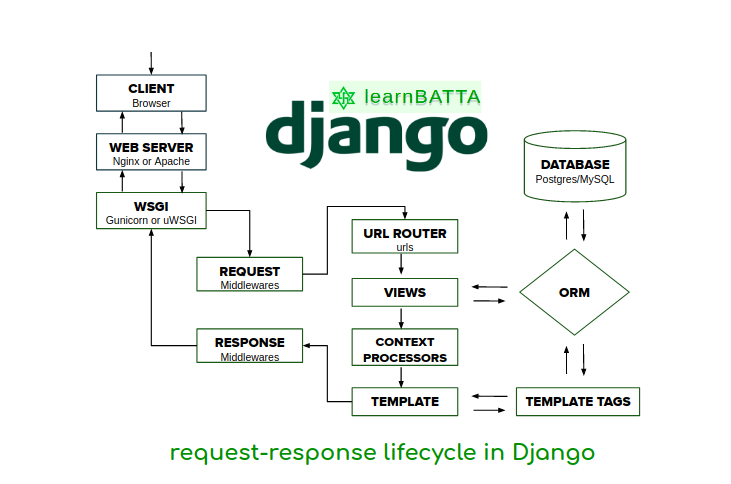 learnBATTA
django
CLIENT
Browser
WEB SERVER
Nginx or Apache
WSGI
Gunicorn or uWSGI
REQUEST
Middlewares
RESPONSE
Middlewares
URL ROUTER
urls
VIEWS
CONTEXT
PROCESSORS
TEMPLATE
DATABASE
Postgres/MySQL
ORM
TEMPLATE TAGS
request-response lifecycle in Django